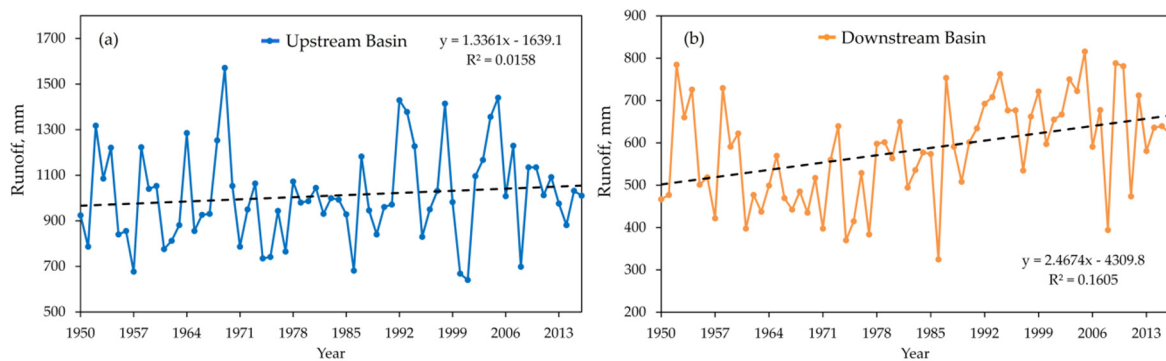 (a)
Upstream Basin
y = 1.3361x - 1639.1
R² = 0.0158
Runoff, mm
1700
1500
1300
1100
900
700
500
1950 1957 1964 1971 1978 1985 1992 1999 2006 2013
Year
(b)
Downstream Basin
Runoff, mm
900
800
700
600
500
400
300
200
y = 2.4674x - 4309.8
R² = 0.1605
1950 1957 1964 1971 1978 1985 1992 1999 2006 2013
Year